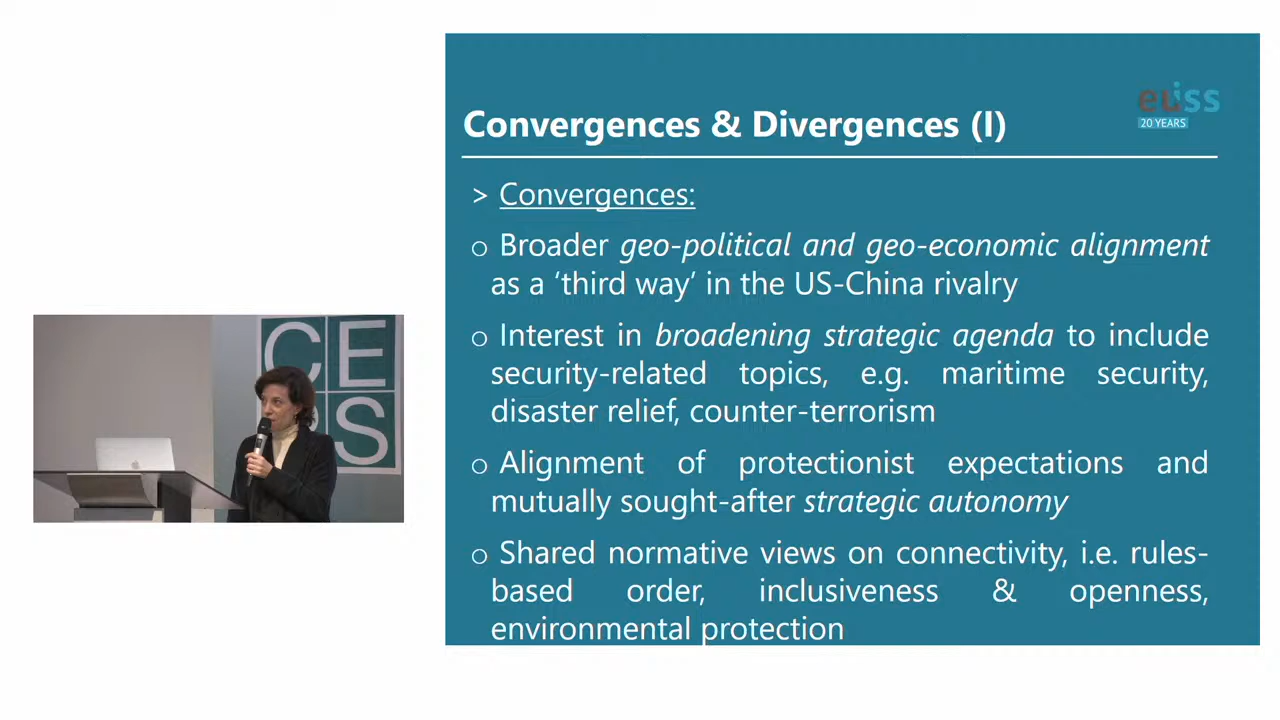 euiss
20 YEARS
Convergences & Divergences (I)
> Convergences:
o Broader geo-political and geo-economic alignment
as a ‘third way’ in the US-China rivalry
o Interest in broadening strategic agenda to include
security-related topics, e.g. maritime security,
disaster relief, counter-terrorism
o Alignment of protectionist expectations and
mutually sought-after strategic autonomy
o Shared normative views on connectivity, i.e. rules-
based order, inclusiveness & openness,
environmental protection
CE
PS